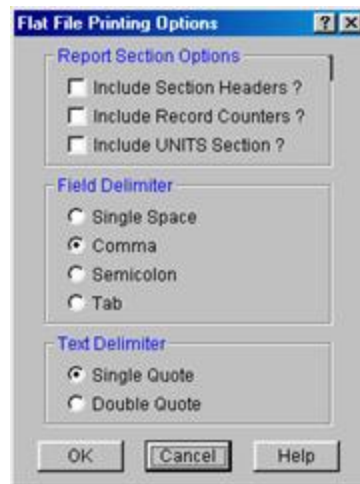 Flat File Printing Options
Report Section Options
Include Section Headers ?
Include Record Counters ?
Include UNITS Section ?
Field Delimiter
Single Space
Comma
Semicolon
Tab
Text Delimiter
Single Quote
Double Quote
OK Cancel Help